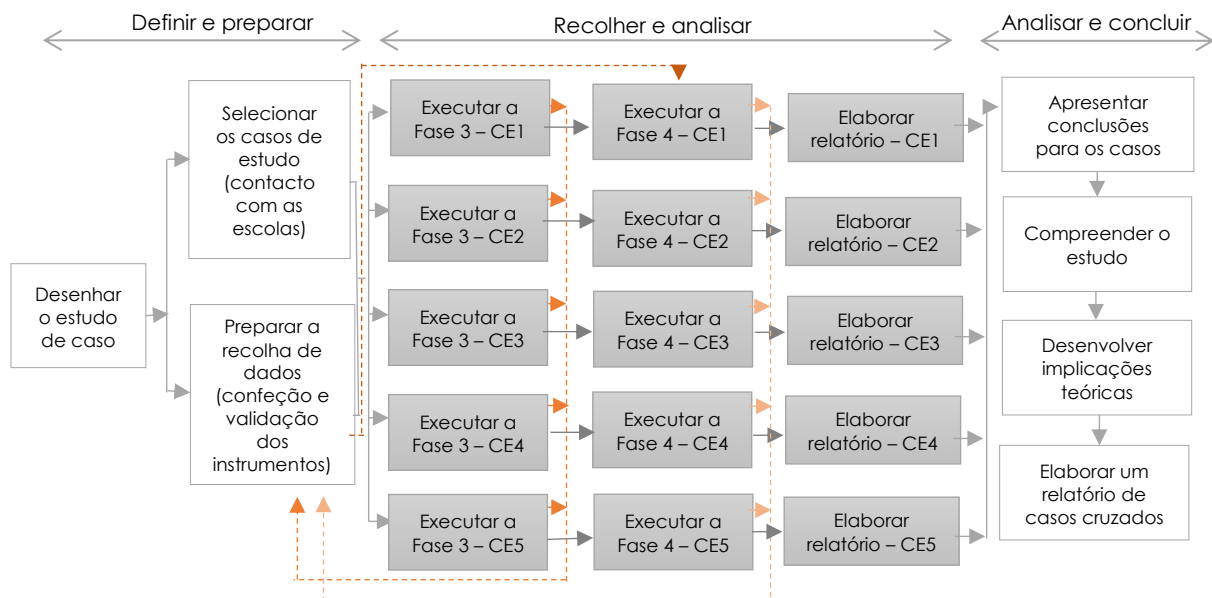 Definir e preparar
Recolher e analisar
Analisar e concluir
Desenhar
o estudo
de caso
Selecionar
os casos de
estudo
(contacto
com as
escolas)
Preparar a
recolha de
dados
(confeção e
validação
dos
instrumentos)
Executar a
Fase 3 – CE1
Executar a
Fase 4 – CE1
Elaborar
relatório – CE1
Executar a
Fase 3 – CE2
Executar a
Fase 4 – CE2
Elaborar
relatório – CE2
Executar a
Fase 3 – CE3
Executar a
Fase 4 – CE3
Elaborar
relatório – CE3
Executar a
Fase 3 – CE4
Executar a
Fase 4 – CE4
Elaborar
relatório – CE4
Executar a
Fase 3 – CE5
Executar a
Fase 4 – CE5
Elaborar
relatório – CE5
Apresentar
conclusões
para os casos
Compreender o
estudo
Desenvolver
implicações
teóricas
Elaborar um
relatório de
casos cruzados